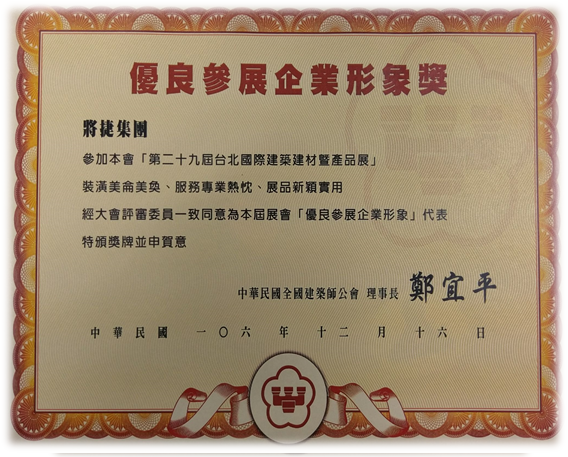 優良參展企業形象獎
將捷集團
參加本會「第二十九屆台北國際建築建材暨產品展」
裝潢美侖美奐、服務專業熱忱、展品新穎實用
經大會評審委員一致同意為本屆展會「優良參展企業形象」代表
特頒獎牌並申賀意
中華民國全國建築師公會 理事長 鄭宜平
中華民國 一〇六年 十二月 十六日